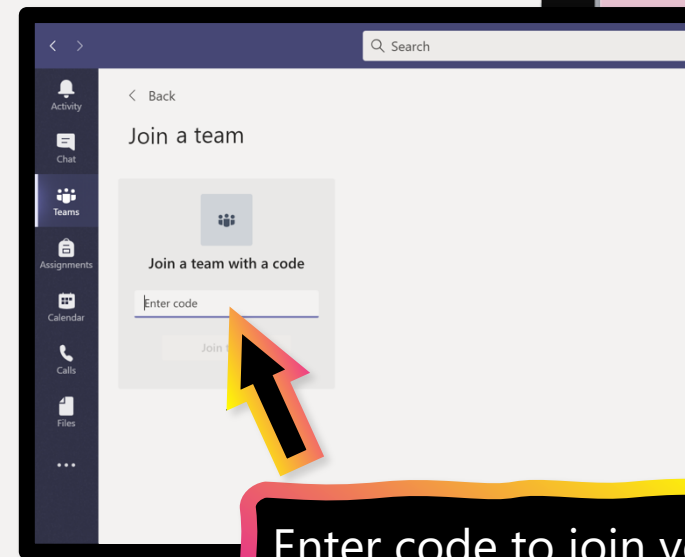 Search
Activity
Chat
Teams
Assignments
Calendar
Calls
Files
Back
Join a team
Join a team with a code
Enter code
Join
Enter code to join